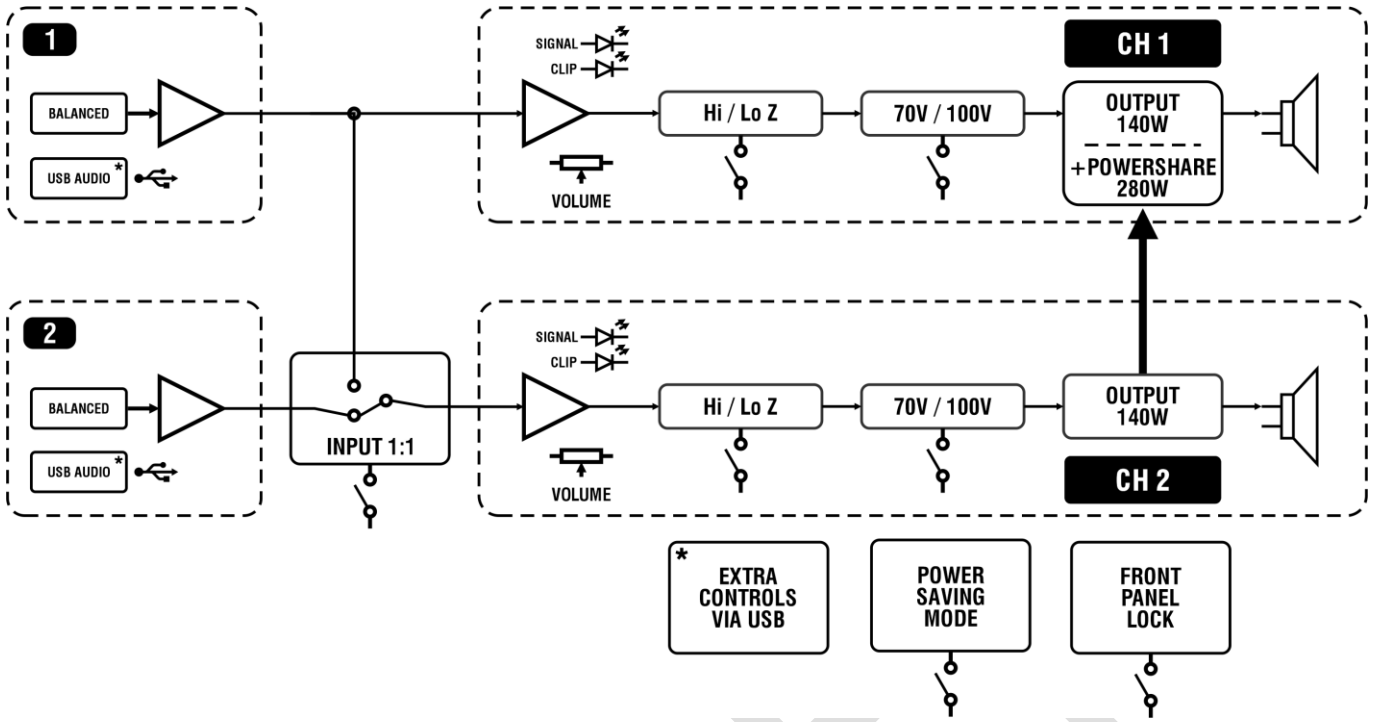 1
BALANCED
USB AUDIO *
SIGNAL
CLIP
VOLUME
Hi / Lo Z
70V / 100V
CH 1
OUTPUT
140W
+POWERSHARE
280W
2
BALANCED
USB AUDIO *
INPUT 1:1
SIGNAL
CLIP
VOLUME
Hi / Lo Z
70V / 100V
OUTPUT
140W
CH 2
*
EXTRA
CONTROLS
VIA USB
POWER
SAVING
MODE
FRONT
PANEL
LOCK